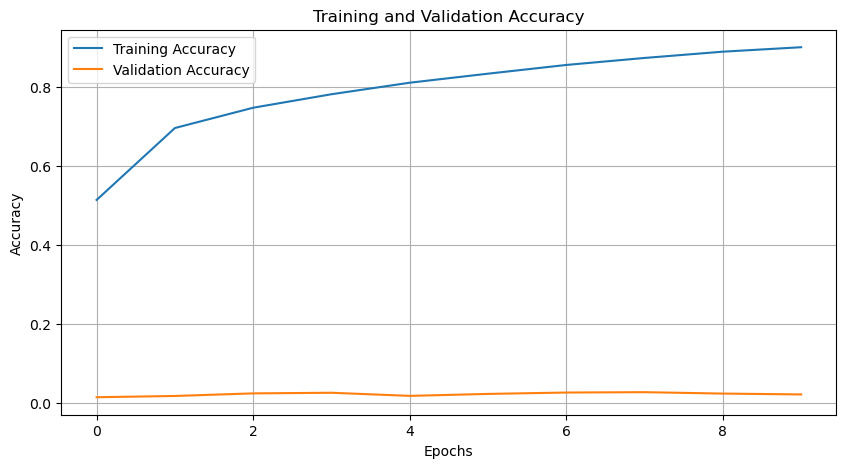 Training and Validation Accuracy
Training Accuracy
Validation Accuracy
Accuracy
0.8
0.6
0.4
0.2
0.0
0 2 4 6 8
Epochs